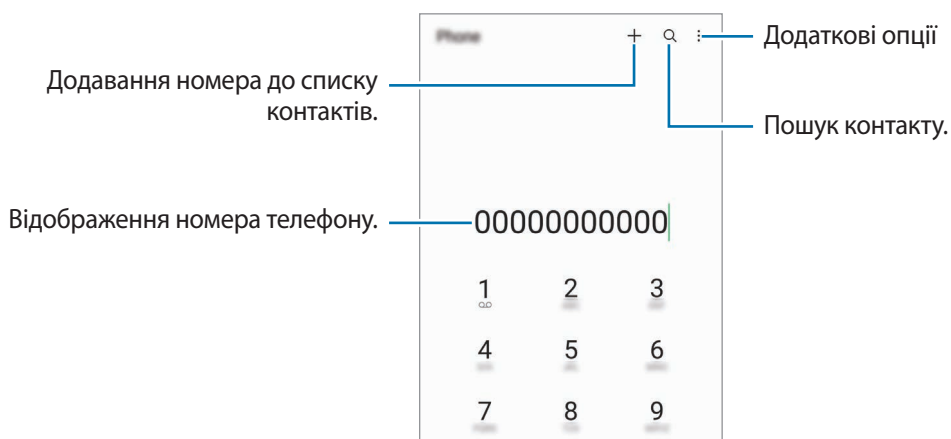 Phone
Додаткові опції
Додавання номера до списку
контактів.
Пошук контакту.
Відображення номера телефону.
00000000000
1 2 3
4 5 6
7 8 9